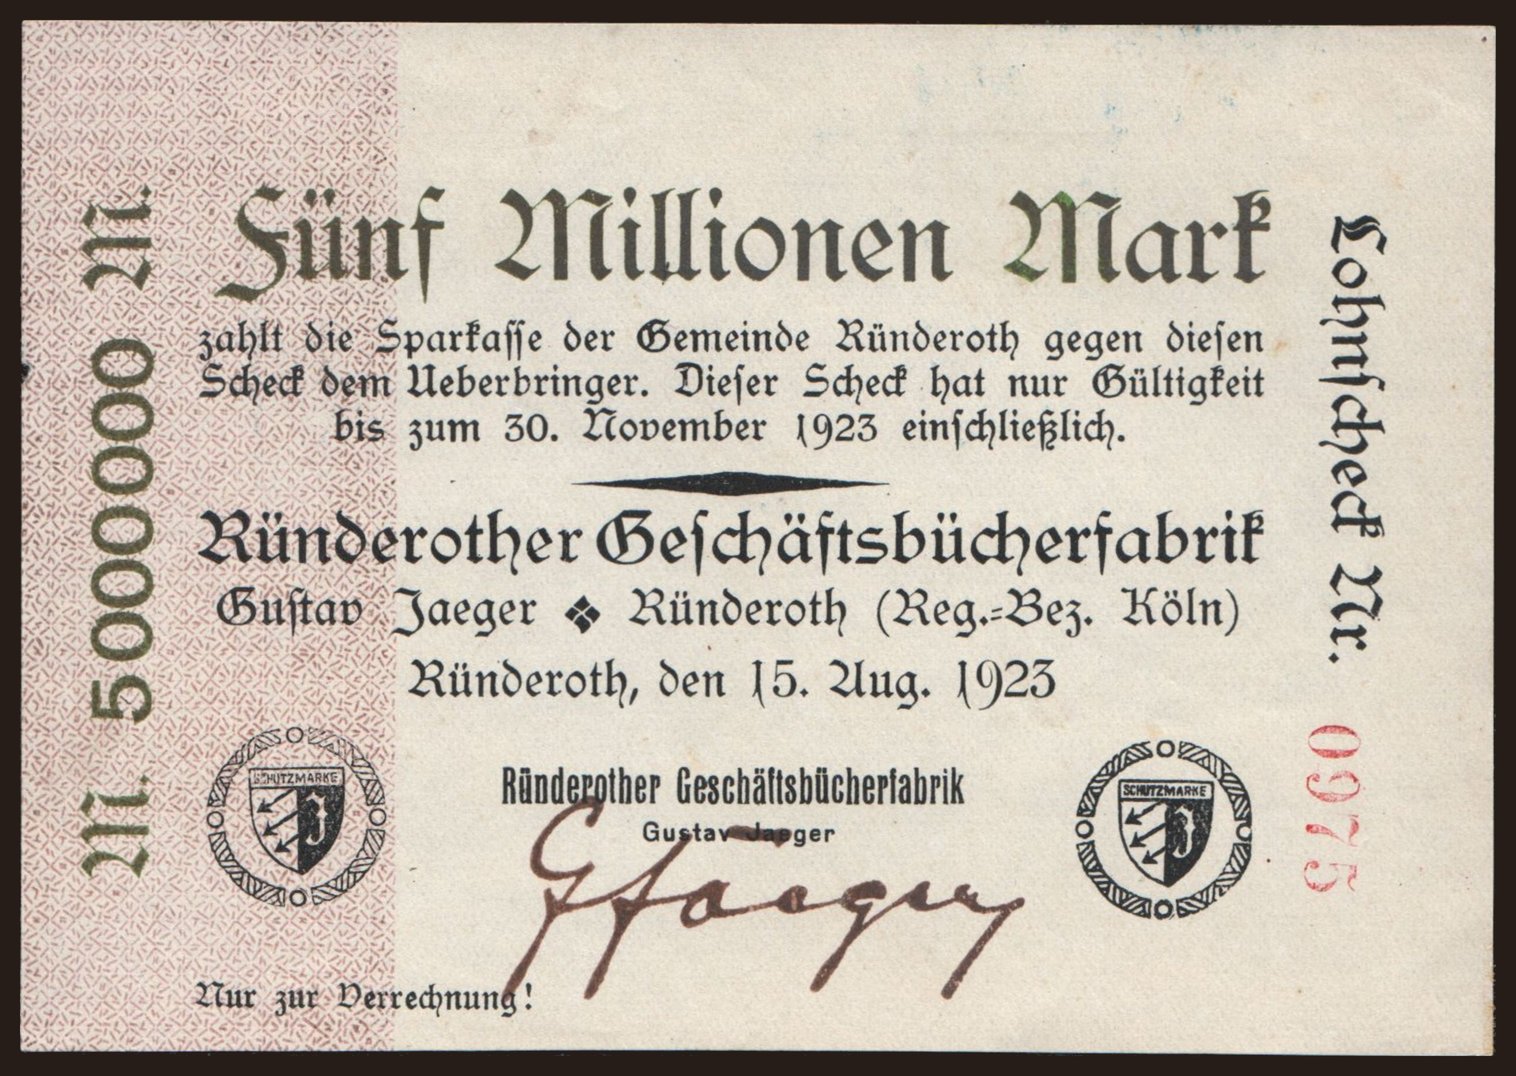 M. 5000000 M.
Fünf Millionen Mark
zahlt die Sparkasse der Gemeinde Ründeroth gegen diesen
Scheck dem Ueberbringer. Dieser Scheck hat nur Gültigkeit
bis zum 30. November 1923 einschließlich.
Ründerother Geschäftsbücherfabrik
Gustav Jaeger ❖ Ründeroth (Reg.=Bez. Köln)
Ründeroth, den 15. Aug. 1923
SCHUTZMARKE
J
Ründerother Geschäftsbücherfabrik
Gustav Jaeger
GJaeger
SCHUTZMARKE
J
Nur zur Verrechnung!
Lohnscheck Nr. 0975